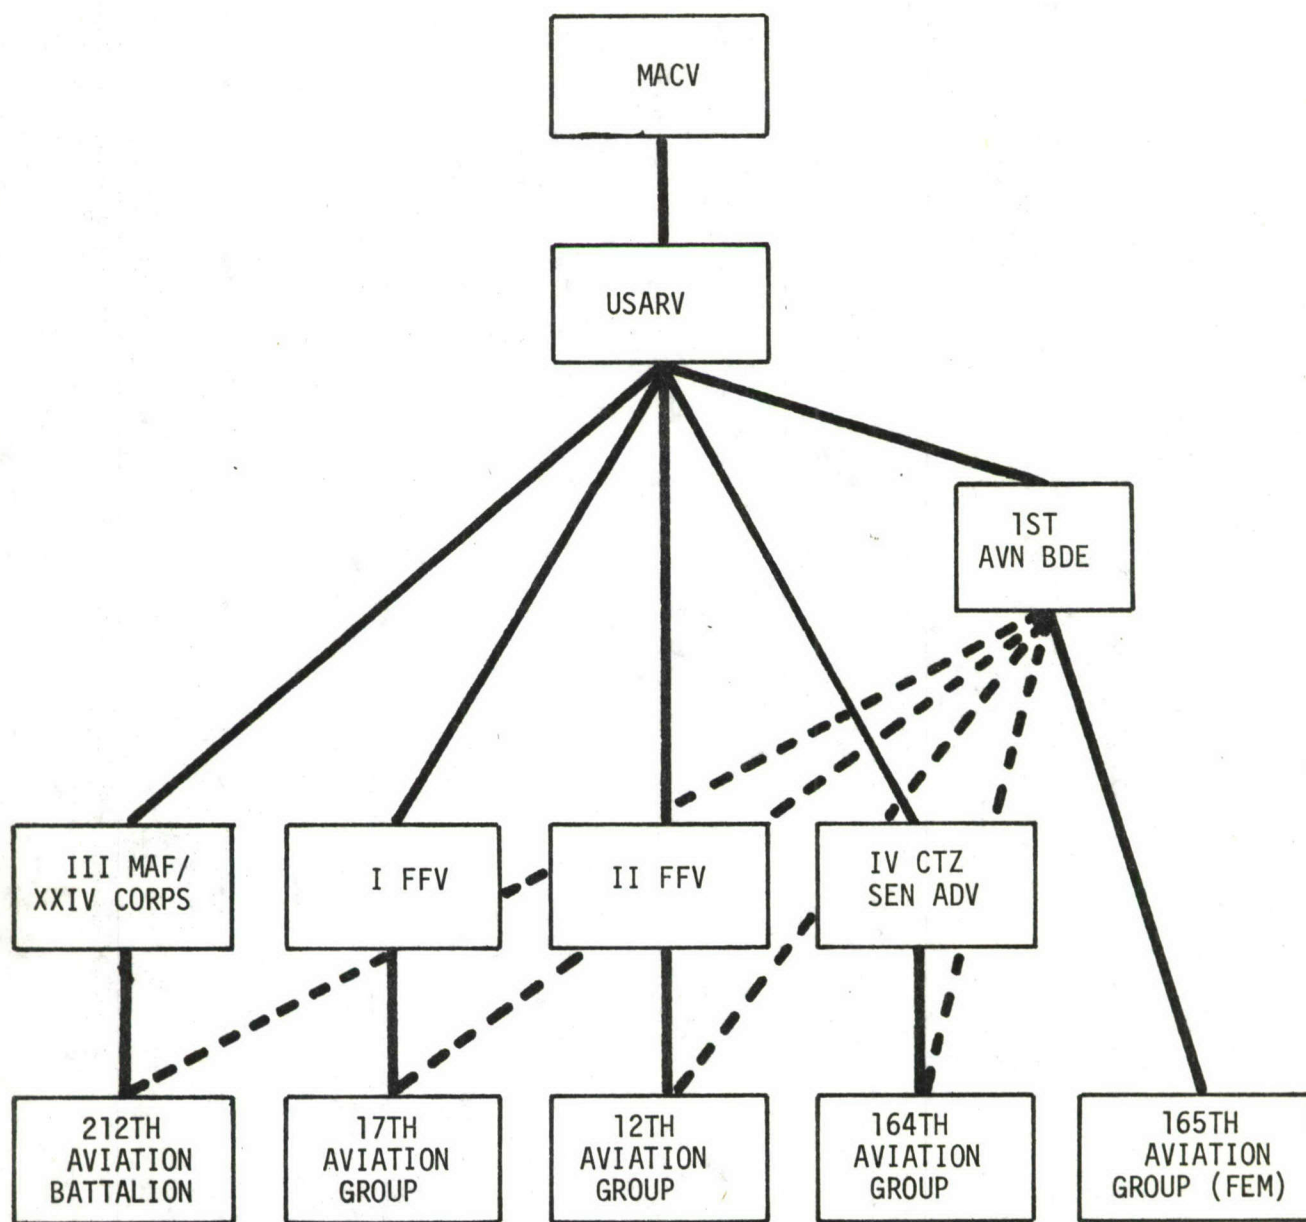 MACV
USARV
1ST
AVN BDE
III MAF/
XXIV CORPS
I FFV
II FFV
IV CTZ
SEN ADV
212TH
AVIATION
BATTALION
17TH
AVIATION
GROUP
12TH
AVIATION
GROUP
164TH
AVIATION
GROUP
165TH
AVIATION
GROUP (FEM)